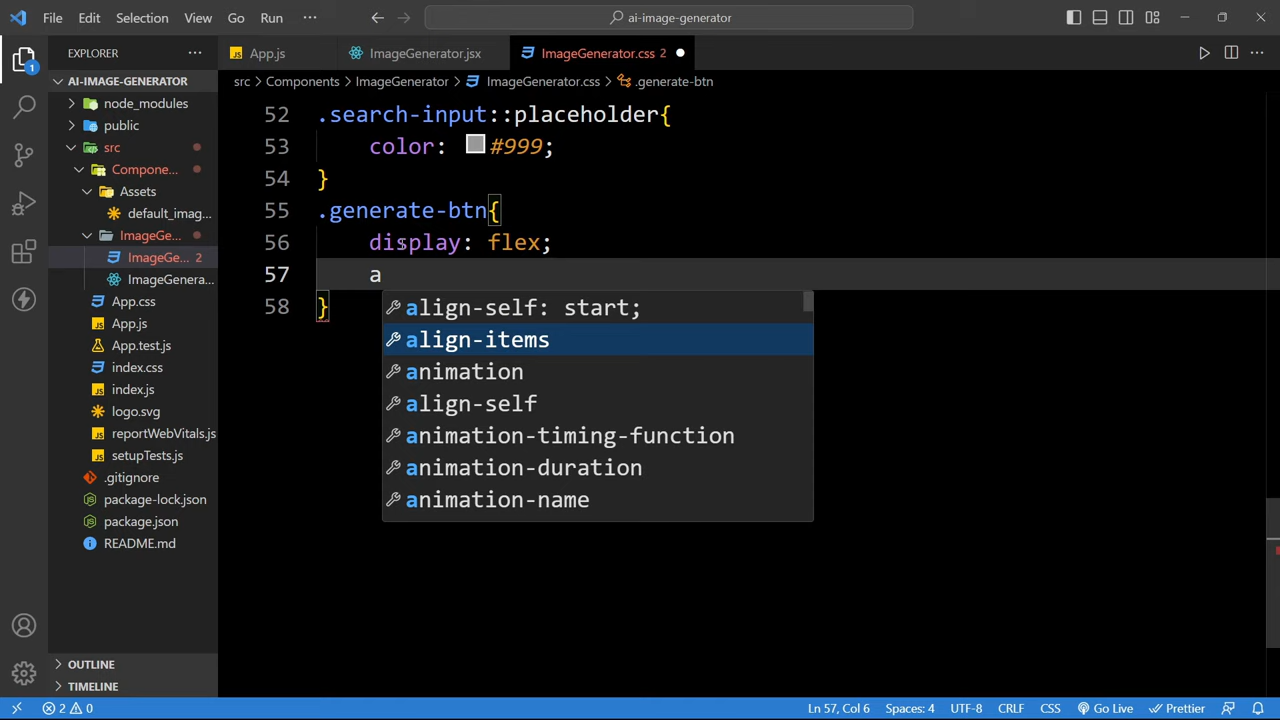 File Edit Selection View Go Run ··· ai-image-generator
EXPLORER ···
App.js ImageGenerator.jsx ImageGenerator.css 2
src > Components > ImageGenerator > ImageGenerator.css > .generate-btn
AI-IMAGE-GENERATOR
node_modules
public
src
Compone...
Assets
default_imag...
ImageGe...
ImageGe... 2
ImageGenera...
App.css
App.js
App.test.js
index.css
index.js
logo.svg
reportWebVitals.js
setupTests.js
.gitignore
package-lock.json
package.json
README.md
OUTLINE
TIMELINE
1
52 .search-input::placeholder{
53 color: #999;
54 }
55 .generate-btn{
56 display: flex;
57 a
58 }
align-self: start;
align-items
animation
align-self
animation-timing-function
animation-duration
animation-name
2 0 Ln 57, Col 6 Spaces: 4 UTF-8 CRLF CSS Go Live Prettier